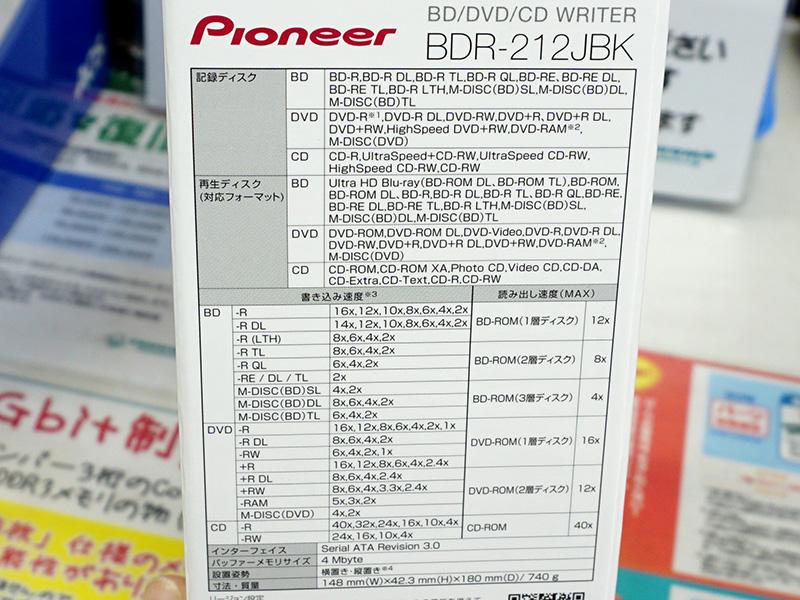 Pioneer
BD/DVD/CD WRITER
BDR-212JBK
記録ディスク
BD
BD-R,BD-R DL,BD-R TL,BD-R QL,BD-RE、BD-RE DL,
BD-RE TL,BD-R LTH,M-DISC(BD)SL,M-DISC(BD)DL,
M-DISC(BD)TL
DVD
DVD-R※1,DVD-R DL,DVD-RW,DVD+R、DVD+R DL,
DVD+RW,HighSpeed DVD+RW,DVD-RAM※2,
M-DISC(DVD)
CD
CD-R,UltraSpeed+CD-RW,UltraSpeed CD-RW,
HighSpeed CD-RW,CD-RW
再生ディスク
(対応フォーマット)
BD
Ultra HD Blu-ray(BD-ROM DL、BD-ROM TL),BD-ROM,
BD-ROM DL、BD-R,BD-R DL,BD-R TL、BD-R QL,BD-RE,
BD-RE DL,BD-RE TL,BD-R LTH,M-DISC(BD)SL,
M-DISC(BD)DL,M-DISC(BD)TL
DVD
DVD-ROM,DVD-ROM DL,DVD-Video,DVD-R,DVD-R DL,
DVD-RW,DVD+R,DVD+R DL,DVD+RW,DVD-RAM※2,
M-DISC(DVD)
CD
CD-ROM,CD-ROM XA,Photo CD,Video CD,CD-DA,
CD-Extra,CD-Text,CD-R,CD-RW
書き込み速度※3
BD
-R 16x,12x,10x,8x,6x,4x,2x
-R DL 14x,12x,10x,8x,6x,4x,2x
-R (LTH) 8x,6x,4x,2x
-R TL 8x,6x,4x,2x
-R QL 6x,4x,2x
-RE / DL / TL 2x
M-DISC(BD)SL 4x,2x
M-DISC(BD)DL 8x,6x,4x,2x
M-DISC(BD)TL 6x,4x,2x
DVD
-R 16x,12x,8x,6x,4x,2x,1x
-R DL 8x,6x,4x,2x
-RW 6x,4x,2x,1x
+R 16x,12x,8x,6x,4x,2.4x
+R DL 8x,6x,4x,2.4x
+RW 8x,6x,4x,3.3x,2.4x
-RAM 5x,3x,2x
M-DISC(DVD) 4x,2x
CD
-R 40x,32x,24x,16x,10x,4x
-RW 24x,16x,10x,4x
読み出し速度(MAX)
BD-ROM(1層ディスク) 12x
BD-ROM(2層ディスク) 8x
BD-ROM(3層ディスク) 4x
DVD-ROM(1層ディスク) 16x
DVD-ROM(2層ディスク) 12x
CD-ROM 40x
インターフェイス Serial ATA Revision 3.0
バッファーメモリサイズ 4 Mbyte
設置姿勢 横置き・縦置き※4
寸法・質量 148 mm(W)×42.3 mm(H)×180 mm(D)/ 740 g
ださい
す
ます
Gbit制